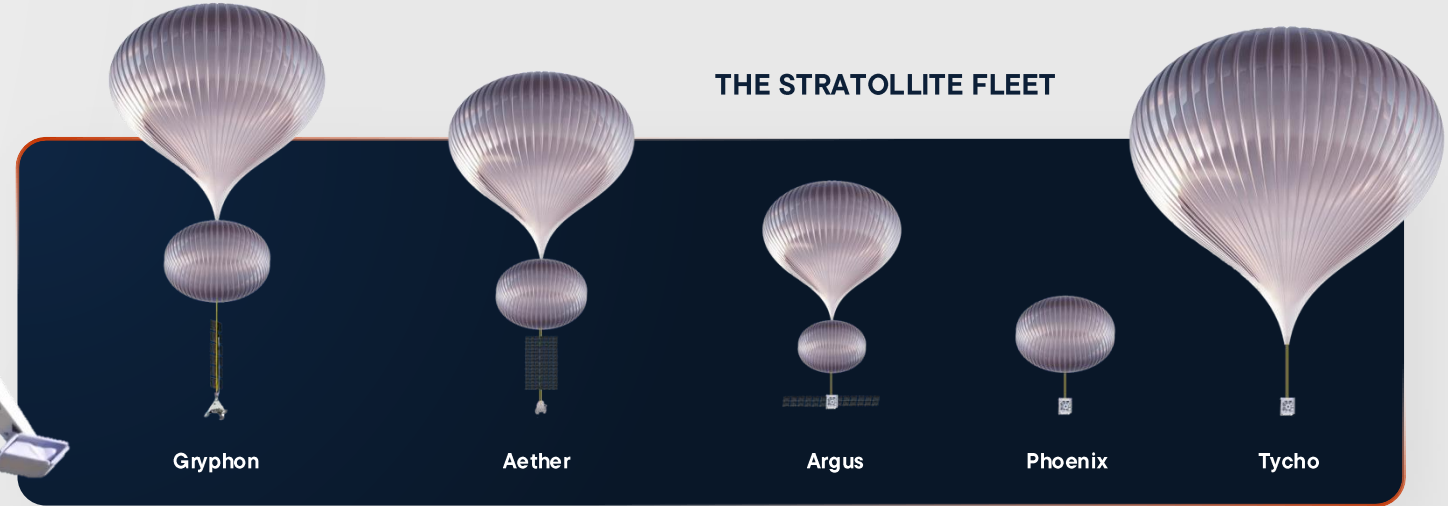 THE STRATOLLITE FLEET
Gryphon
Aether
Argus
Phoenix
Tycho